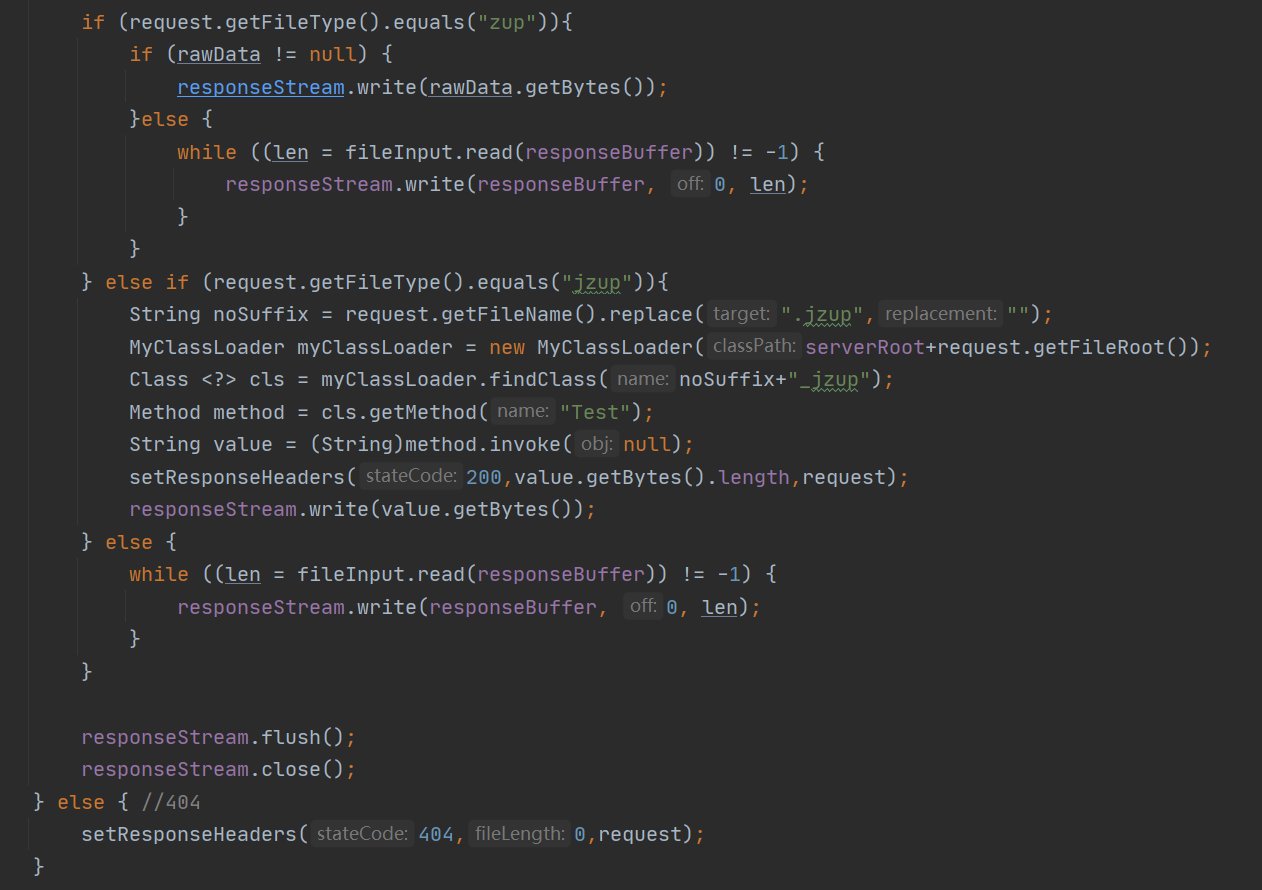 if (request.getFileType().equals("zup")){
if (rawData != null) {
responseStream.write(rawData.getBytes());
}else {
while ((len = fileInput.read(responseBuffer)) != -1) {
responseStream.write(responseBuffer, off: 0, len);
}
}
} else if (request.getFileType().equals("jzup")){
String noSuffix = request.getFileName().replace( target: ".jzup", replacement: "");
MyClassLoader myClassLoader = new MyClassLoader( classPath: serverRoot+request.getFileRoot());
Class <?> cls = myClassLoader.findClass( name: noSuffix+"_jzup");
Method method = cls.getMethod( name: "Test");
String value = (String)method.invoke( obj: null);
setResponseHeaders( stateCode: 200,value.getBytes().length,request);
responseStream.write(value.getBytes());
} else {
while ((len = fileInput.read(responseBuffer)) != -1) {
responseStream.write(responseBuffer, off: 0, len);
}
}
responseStream.flush();
responseStream.close();
} else { //404
setResponseHeaders( stateCode: 404, fileLength: 0,request);
}